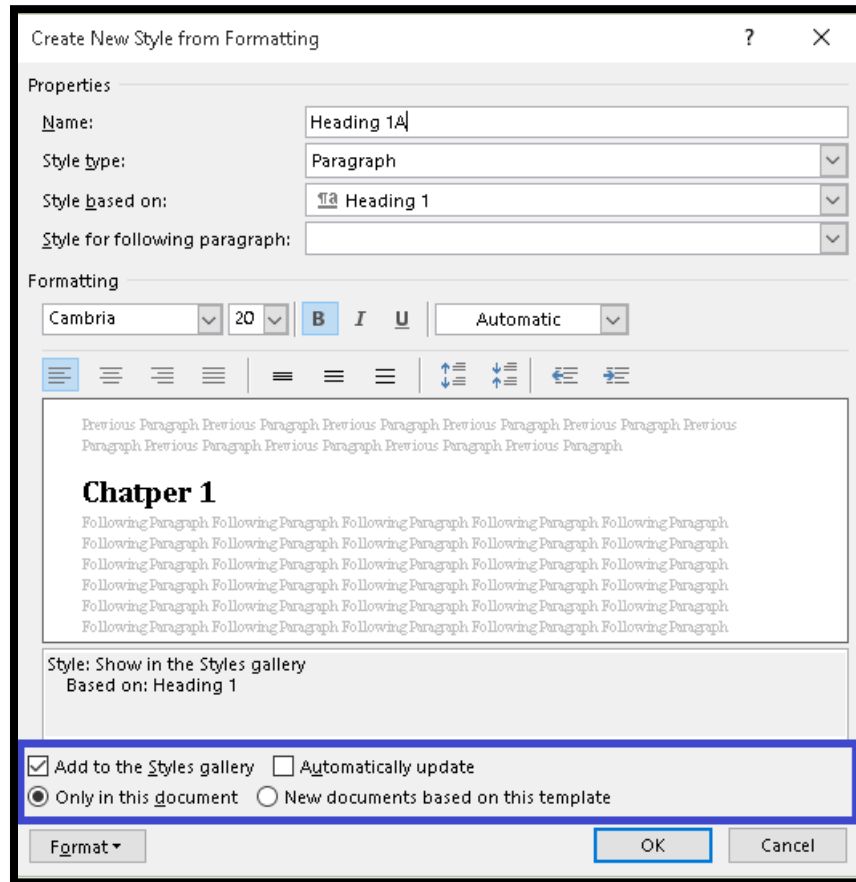 Create New Style from Formatting ? ×
Properties
Name: Heading 1A
Style type: Paragraph
Style based on: ¶a Heading 1
Style for following paragraph:
Formatting
Cambria 20 B I U Automatic
Previous Paragraph Previous Paragraph Previous Paragraph Previous Paragraph Previous Paragraph Previous
Paragraph Previous Paragraph Previous Paragraph Previous Paragraph Previous Paragraph
Chatper 1
Following Paragraph Following Paragraph Following Paragraph Following Paragraph Following Paragraph
Following Paragraph Following Paragraph Following Paragraph Following Paragraph Following Paragraph
Following Paragraph Following Paragraph Following Paragraph Following Paragraph Following Paragraph
Following Paragraph Following Paragraph Following Paragraph Following Paragraph Following Paragraph
Following Paragraph Following Paragraph Following Paragraph Following Paragraph Following Paragraph
Following Paragraph Following Paragraph Following Paragraph Following Paragraph Following Paragraph
Style: Show in the Styles gallery
Based on: Heading 1
Add to the Styles gallery Automatically update
Only in this document New documents based on this template
Format OK Cancel